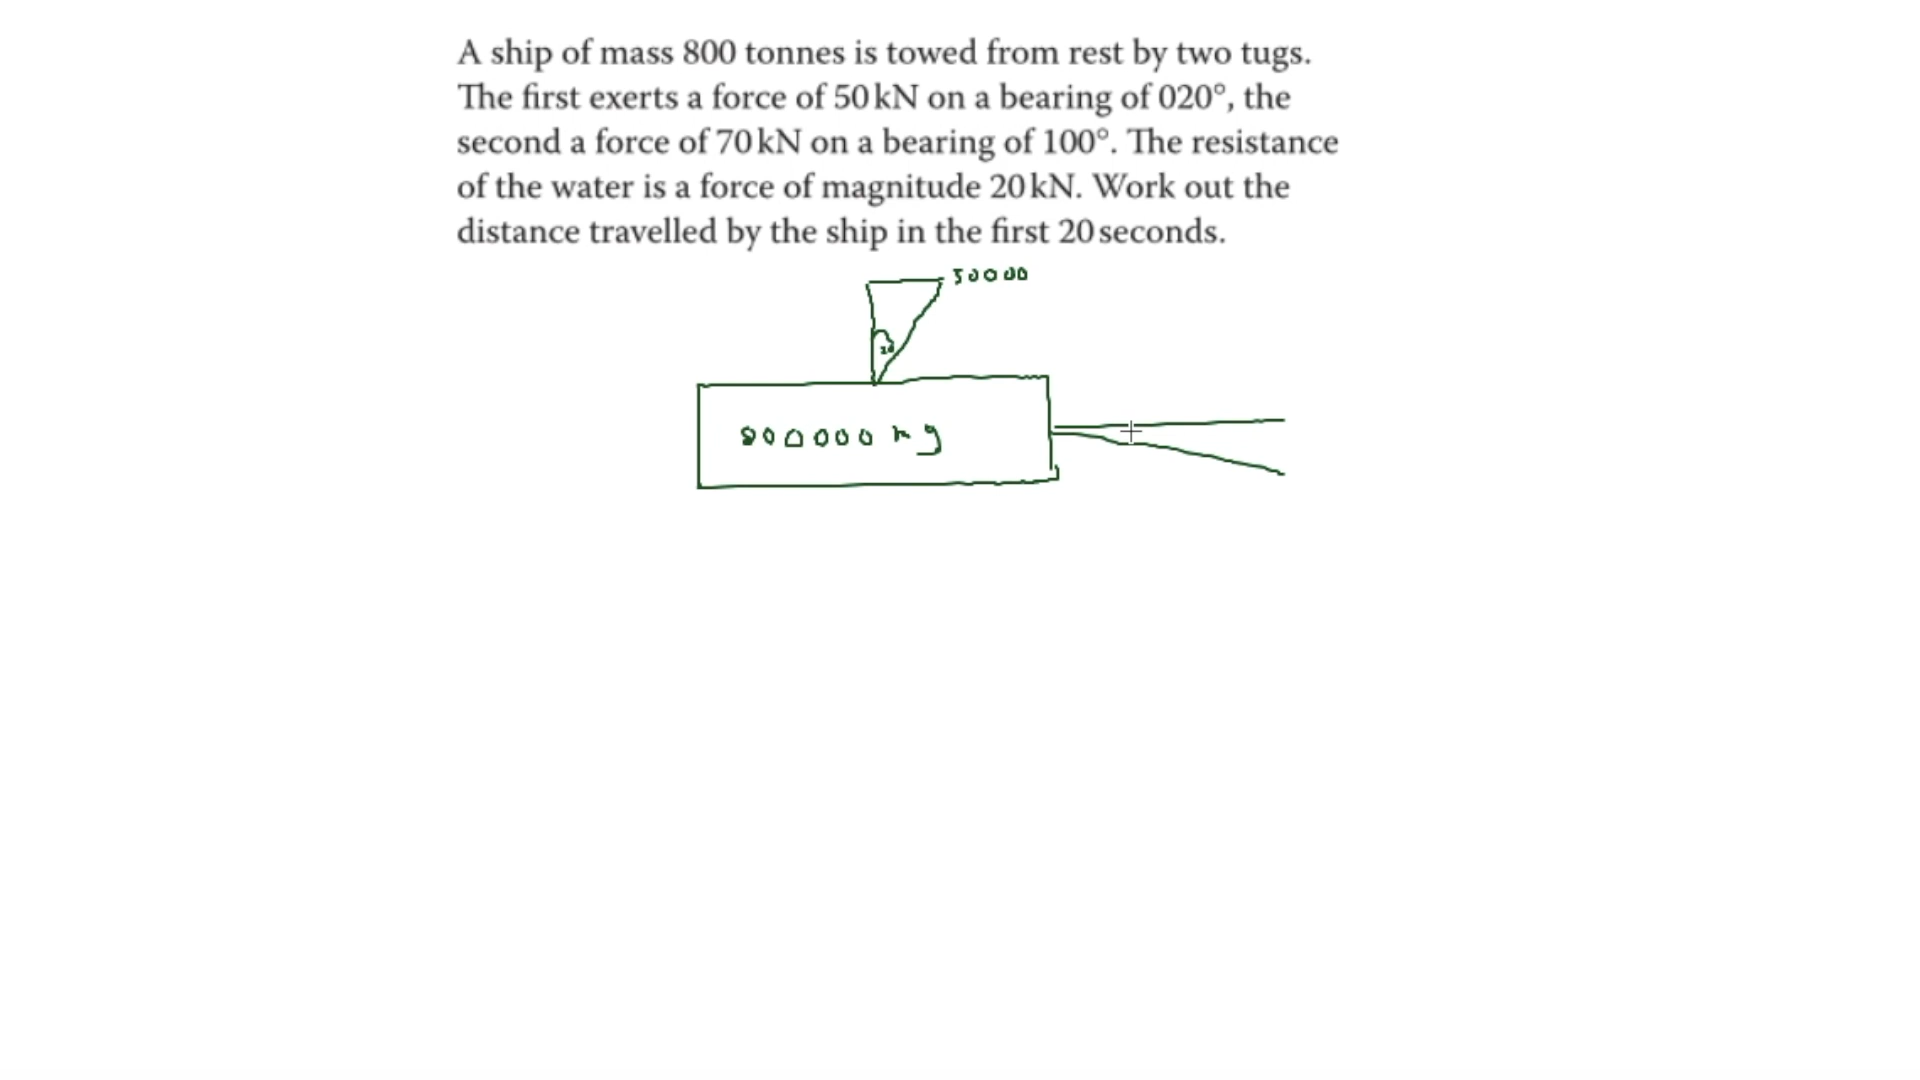 A ship of mass 800 tonnes is towed from rest by two tugs.
The first exerts a force of 50 kN on a bearing of 020°, the
second a force of 70 kN on a bearing of 100°. The resistance
of the water is a force of magnitude 20 kN. Work out the
distance travelled by the ship in the first 20 seconds.
50000
20
800000 kg